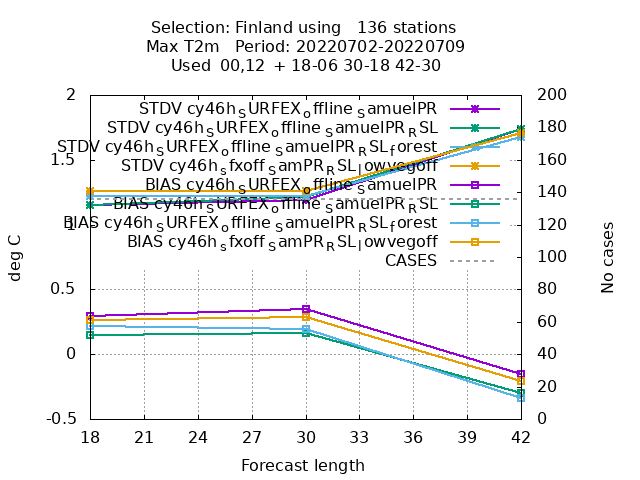 Selection: Finland using   136 stations
Max T2m   Period: 20220702-20220709
Used  00,12  + 18-06 30-18 42-30
STDV cy46h_SURFEX_offline_SamuelPR
STDV cy46h_SURFEX_offline_SamuelPR_RSL
STDV cy46h_SURFEX_offline_SamuelPR_RSL_forest
STDV cy46h_sfxoff_SamPR_RSL_lowvegoff
BIAS cy46h_SURFEX_offline_SamuelPR
BIAS cy46h_SURFEX_offline_SamuelPR_RSL
BIAS cy46h_SURFEX_offline_SamuelPR_RSL_forest
BIAS cy46h_sfxoff_SamPR_RSL_lowvegoff
CASES
2
1.5
1
0.5
0
-0.5
deg C
200
180
160
140
120
100
80
60
40
20
0
No cases
18 21 24 27 30 33 36 39 42
Forecast length